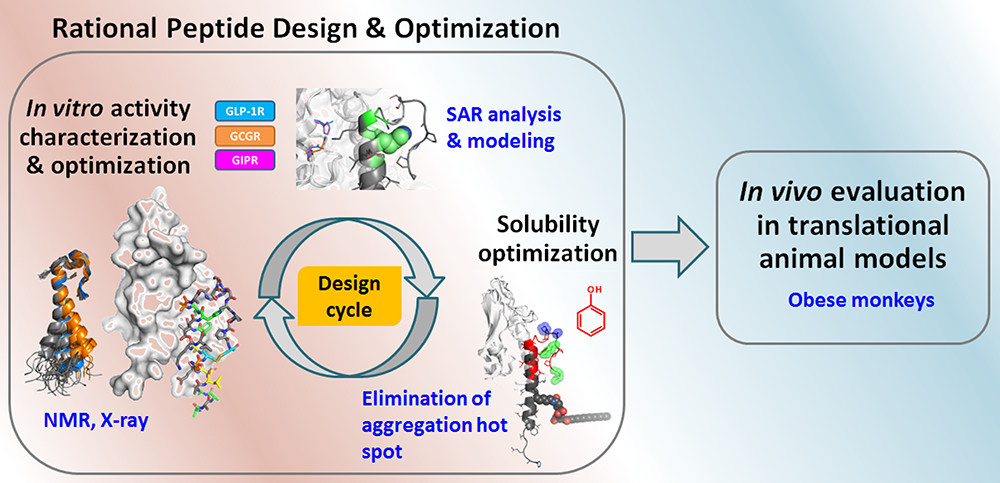 Rational Peptide Design & Optimization
In vitro activity
characterization
& optimization
GLP-1R
GCGR
GIPR
SAR analysis
& modeling
NMR, X-ray
Design
cycle
Solubility
optimization
OH
Elimination of
aggregation hot
spot
In vivo evaluation
in translational
animal models
Obese monkeys